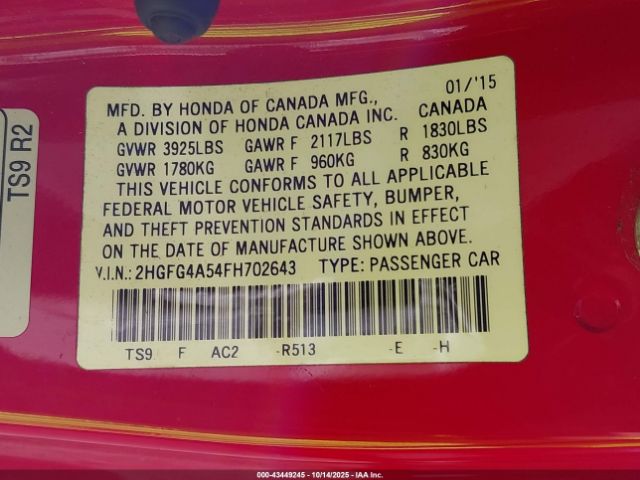 TS9 R2
01/'15
MFD. BY HONDA OF CANADA MFG.,
A DIVISION OF HONDA CANADA INC. CANADA
GVWR 3925LBS GAWR F 2117LBS R 1830LBS
GVWR 1780KG GAWR F 960KG R 830KG
THIS VEHICLE CONFORMS TO ALL APPLICABLE
FEDERAL MOTOR VEHICLE SAFETY, BUMPER,
AND THEFT PREVENTION STANDARDS IN EFFECT
ON THE DATE OF MANUFACTURE SHOWN ABOVE.
V.I.N.: 2HGFG4A54FH702643 TYPE: PASSENGER CAR
TS9 F AC2 -R513 -E -H
000-43449245 - 10/14/2025 - IAA Inc.